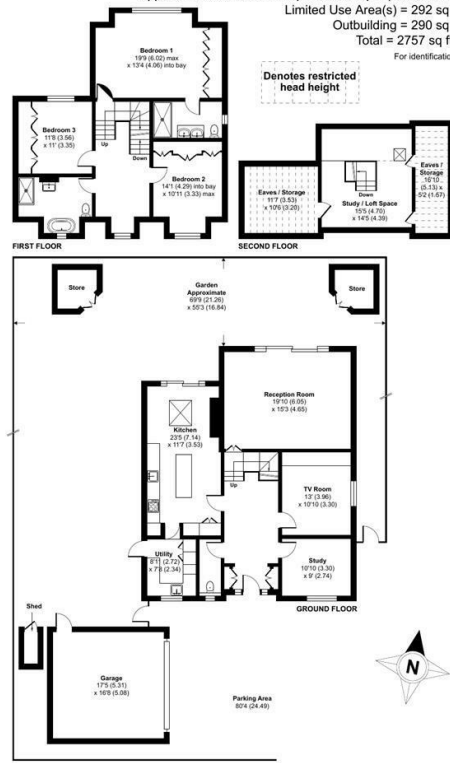 Limited Use Area(s) = 292 sq
Outbuilding = 290 sq
Total = 2757 sq f
For identificatio
Denotes restricted
head height
Bedroom 1
19'9 (6.02) max
x 13'4 (4.06) into bay
Bedroom 3
11'8 (3.56)
x 11' (3.35)
Up
Down
Bedroom 2
14'1 (4.29) into bay
x 10'11 (3.33) max
FIRST FLOOR
Eaves / Storage
11'7 (3.53)
x 10'6 (3.20)
Down
Study / Loft Space
15'5 (4.70)
x 14'5 (4.39)
Eaves /
Storage
16'10
(5.13) x
5'2 (1.57)
SECOND FLOOR
Store
Garden
Approximate
69'9 (21.26)
x 55'3 (16.84)
Store
Reception Room
19'10 (6.05)
x 15'3 (4.65)
Kitchen
23'5 (7.14)
x 11'7 (3.53)
Up
TV Room
13' (3.96)
x 10'10 (3.30)
Utility
8'11 (2.72)
x 7'8 (2.34)
Study
10'10 (3.30)
x 9' (2.74)
GROUND FLOOR
Shed
Garage
17'5 (5.31)
x 16'8 (5.08)
Parking Area
80'4 (24.49)
N